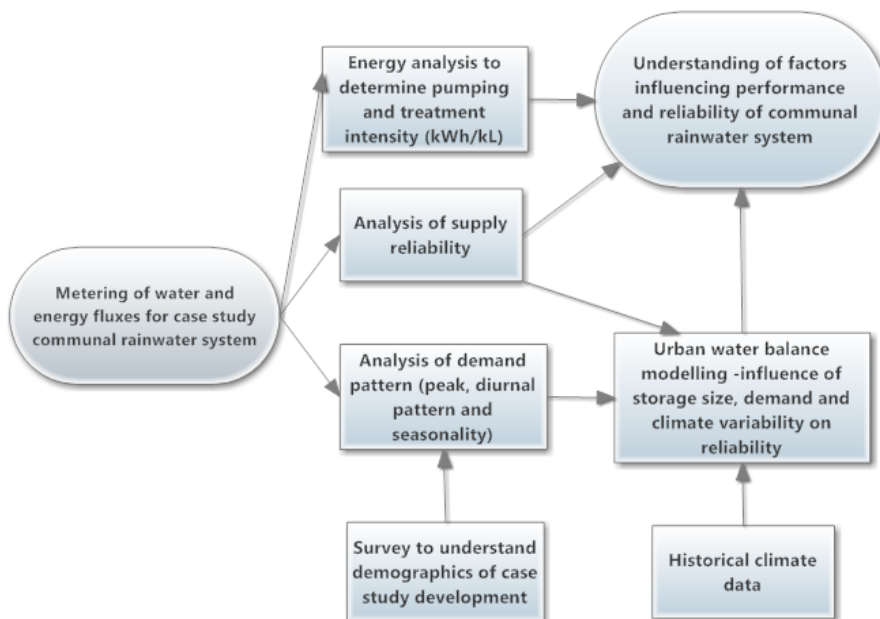 Energy analysis to
determine pumping
and treatment
intensity (kWh/kL)
Understanding of factors
influencing performance
and reliability of communal
rainwater system
Analysis of supply
reliability
Metering of water and
energy fluxes for case study
communal rainwater system
Analysis of demand
pattern (peak, diurnal
pattern and
seasonality)
Urban water balance
modelling -influence of
storage size, demand and
climate variability on
reliability
Survey to understand
demographics of case
study development
Historical climate
data